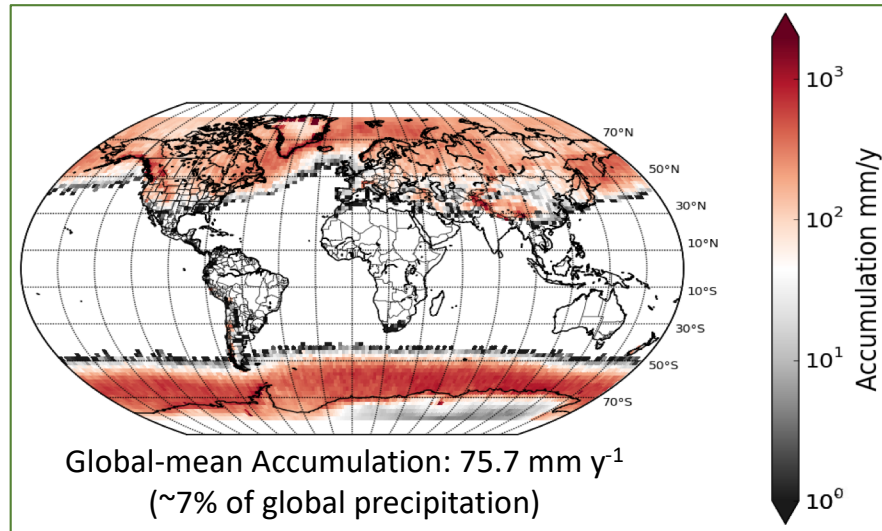 70°N
50°N
30°N
10°N
10°S
30°S
50°S
70°S
10³
10²
10¹
10⁰
Accumulation mm/y
Global-mean Accumulation: 75.7 mm y⁻¹
(~7% of global precipitation)